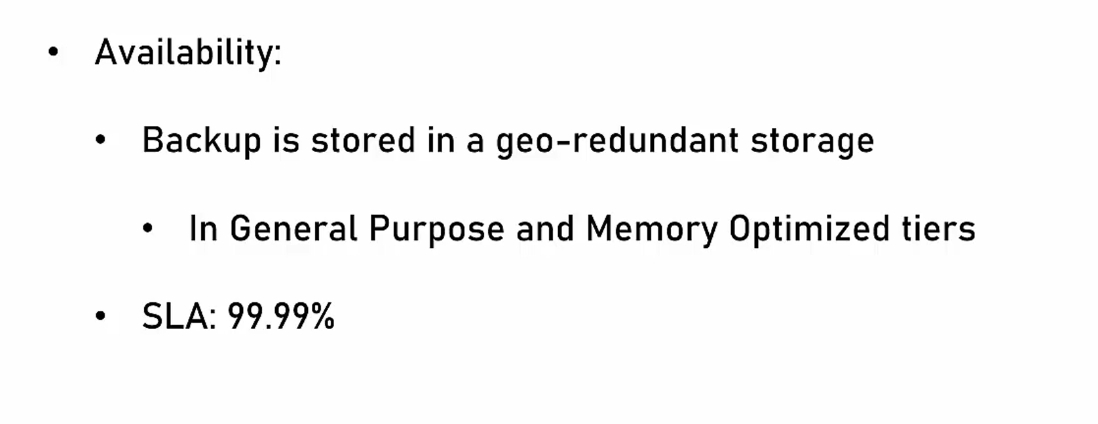 • Availability:
• Backup is stored in a geo-redundant storage
• In General Purpose and Memory Optimized tiers
• SLA: 99.99%